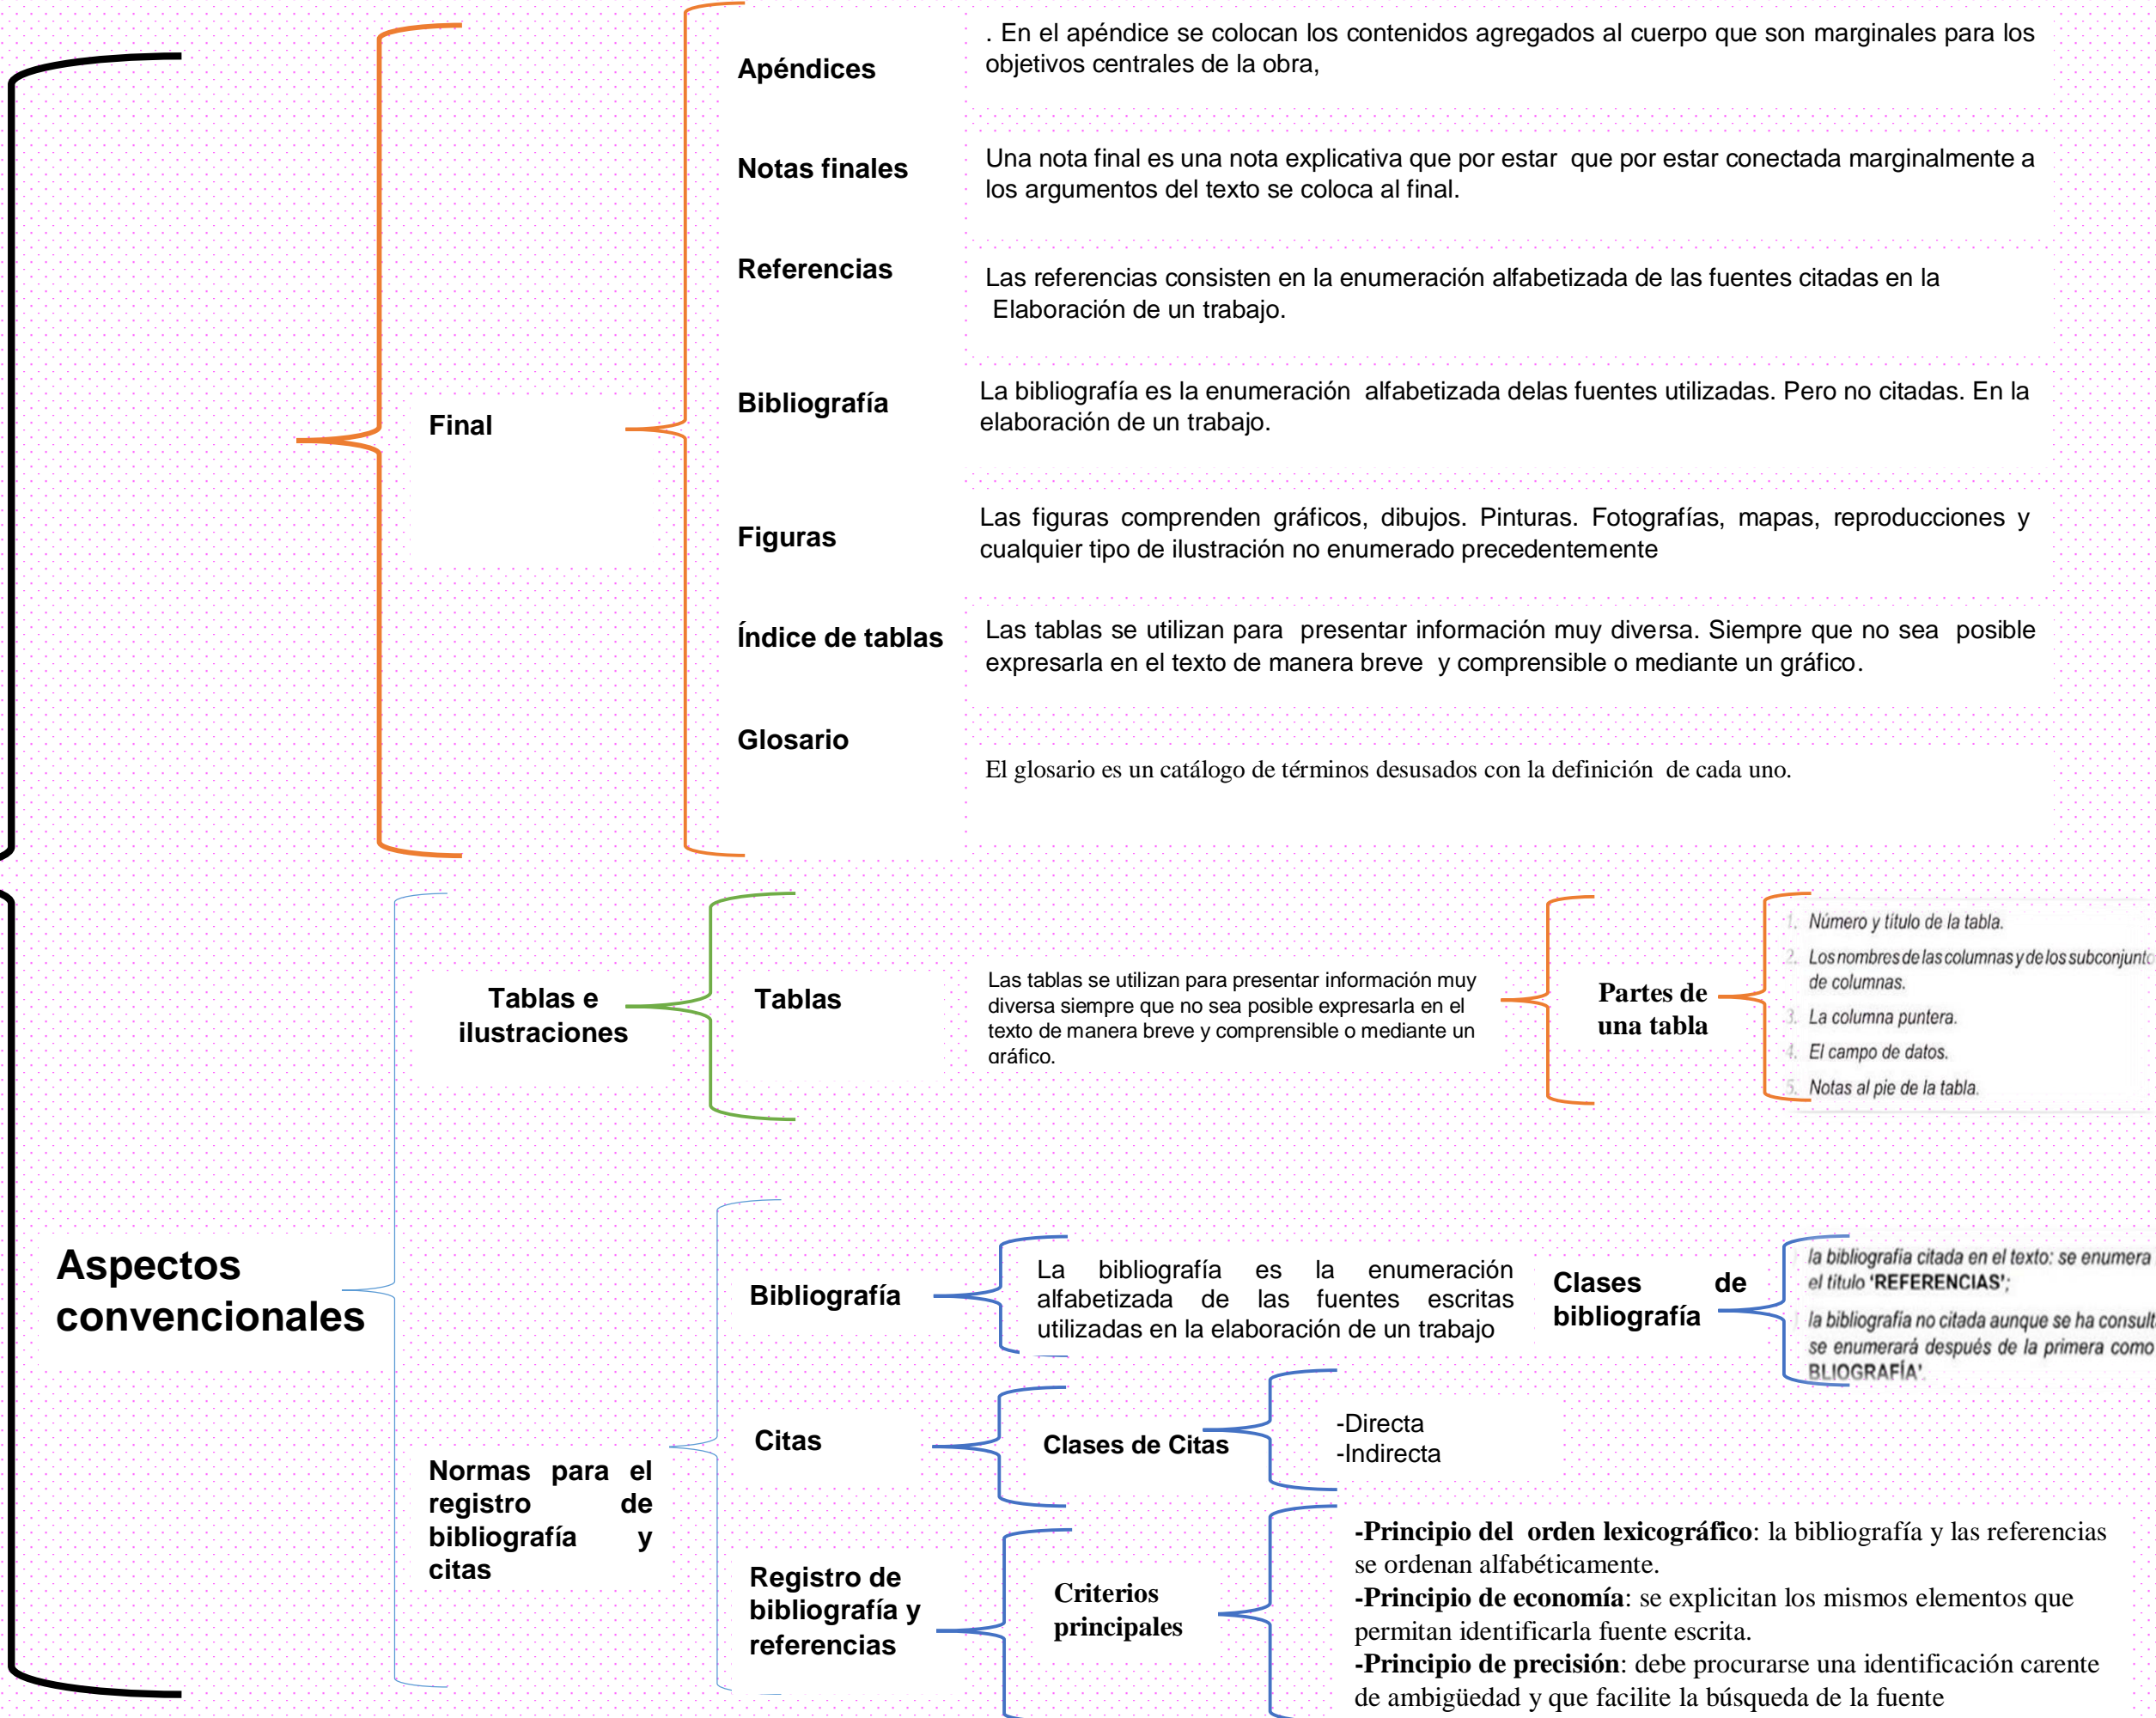 Final
Apéndices
. En el apéndice se colocan los contenidos agregados al cuerpo que son marginales para los
objetivos centrales de la obra,
Notas finales
Una nota final es una nota explicativa que por estar  que por estar conectada marginalmente a
los argumentos del texto se coloca al final.
Referencias
Las referencias consisten en la enumeración alfabetizada de las fuentes citadas en la
Elaboración de un trabajo.
Bibliografía
La bibliografía es la enumeración  alfabetizada delas fuentes utilizadas. Pero no citadas. En la
elaboración de un trabajo.
Figuras
Las figuras comprenden gráficos, dibujos. Pinturas. Fotografías, mapas, reproducciones y
cualquier tipo de ilustración no enumerado precedentemente
Índice de tablas
Las tablas se utilizan para  presentar información muy diversa. Siempre que no sea  posible
expresarla en el texto de manera breve  y comprensible o mediante un gráfico.
Glosario
El glosario es un catálogo de términos desusados con la definición  de cada uno.
Aspectos
convencionales
Tablas e
ilustraciones
Tablas
Las tablas se utilizan para presentar información muy
diversa siempre que no sea posible expresarla en el
texto de manera breve y comprensible o mediante un
gráfico.
Partes de
una tabla
1. Número y título de la tabla.
2. Los nombres de las columnas y de los subconjunto
de columnas.
3. La columna puntera.
4. El campo de datos.
5. Notas al pie de la tabla.
Normas para el
registro de
bibliografía y
citas
Bibliografía
La bibliografía es la enumeración
alfabetizada de las fuentes escritas
utilizadas en la elaboración de un trabajo
Clases de
bibliografía
la bibliografía citada en el texto: se enumera
el título 'REFERENCIAS';
la bibliografía no citada aunque se ha consult
se enumerará después de la primera como
BLIOGRAFÍA'
Citas
Clases de Citas
-Directa
-Indirecta
Registro de
bibliografía y
referencias
Criterios
principales
-Principio del  orden lexicográfico: la bibliografía y las referencias
se ordenan alfabéticamente.
-Principio de economía: se explicitan los mismos elementos que
permitan identificarla fuente escrita.
-Principio de precisión: debe procurarse una identificación carente
de ambigüedad y que facilite la búsqueda de la fuente